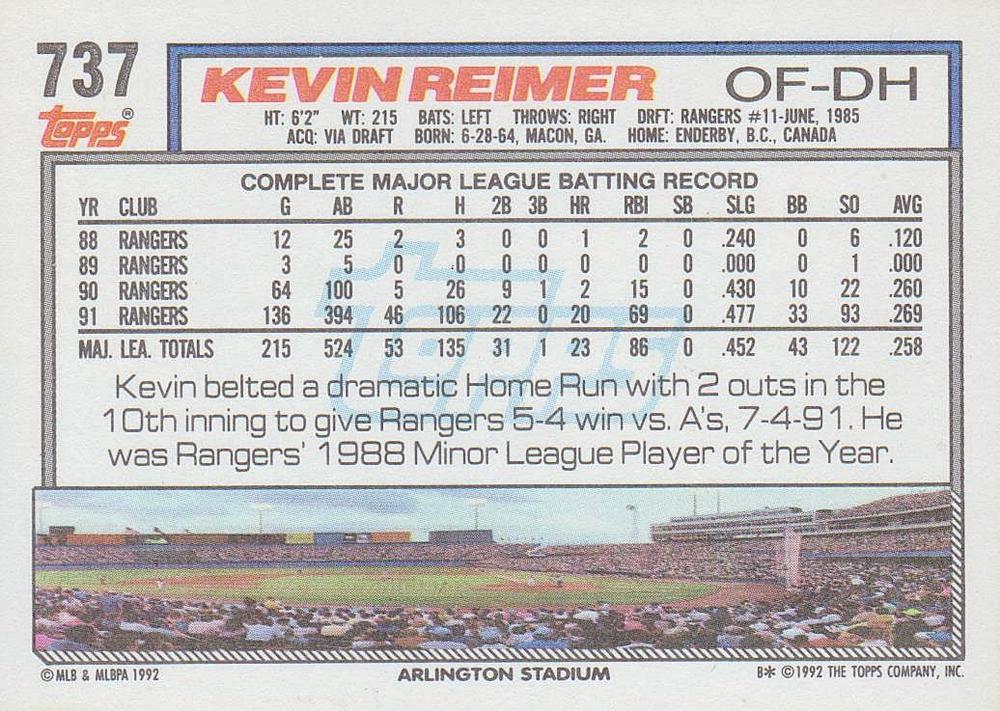 737
KEVIN REIMER OF-DH
topps®
HT: 6'2" WT: 215 BATS: LEFT THROWS: RIGHT DRFT: RANGERS #11-JUNE, 1985
ACQ: VIA DRAFT BORN: 6-28-64, MACON, GA. HOME: ENDERBY, B.C., CANADA
COMPLETE MAJOR LEAGUE BATTING RECORD
YR CLUB G AB R H 2B 3B HR RBI SB SLG BB SO AVG
88 RANGERS 12 25 2 3 0 0 1 2 0 .240 0 6 .120
89 RANGERS 3 5 0 0 0 0 0 0 0 .000 0 1 .000
90 RANGERS 64 100 5 26 9 1 2 15 0 .430 10 22 .260
91 RANGERS 136 394 46 106 22 0 20 69 0 .477 33 93 .269
MAJ. LEA. TOTALS 215 524 53 135 31 1 23 86 0 .452 43 122 .258
topps
Kevin belted a dramatic Home Run with 2 outs in the
10th inning to give Rangers 5-4 win vs. A's, 7-4-91. He
was Rangers' 1988 Minor League Player of the Year.
© MLB & MLBPA 1992 ARLINGTON STADIUM B* © 1992 THE TOPPS COMPANY, INC.